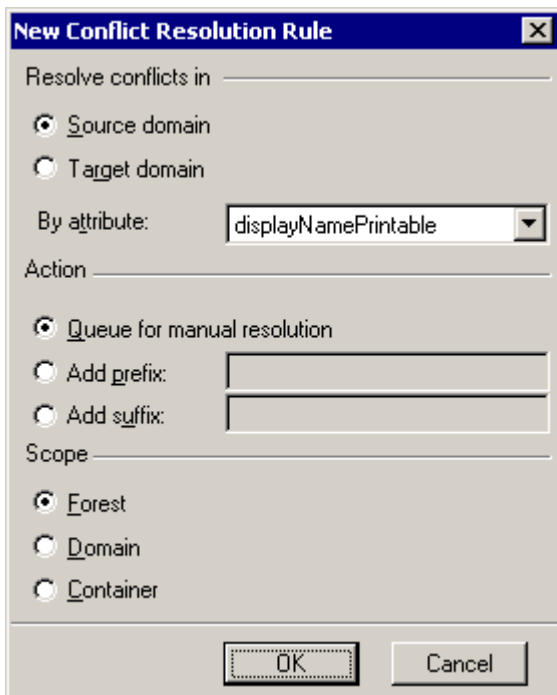 New Conflict Resolution Rule
Resolve conflicts in
Source domain
Target domain
By attribute: displayNamePrintable
Action
Queue for manual resolution
Add prefix:
Add suffix:
Scope
Forest
Domain
Container
OK Cancel